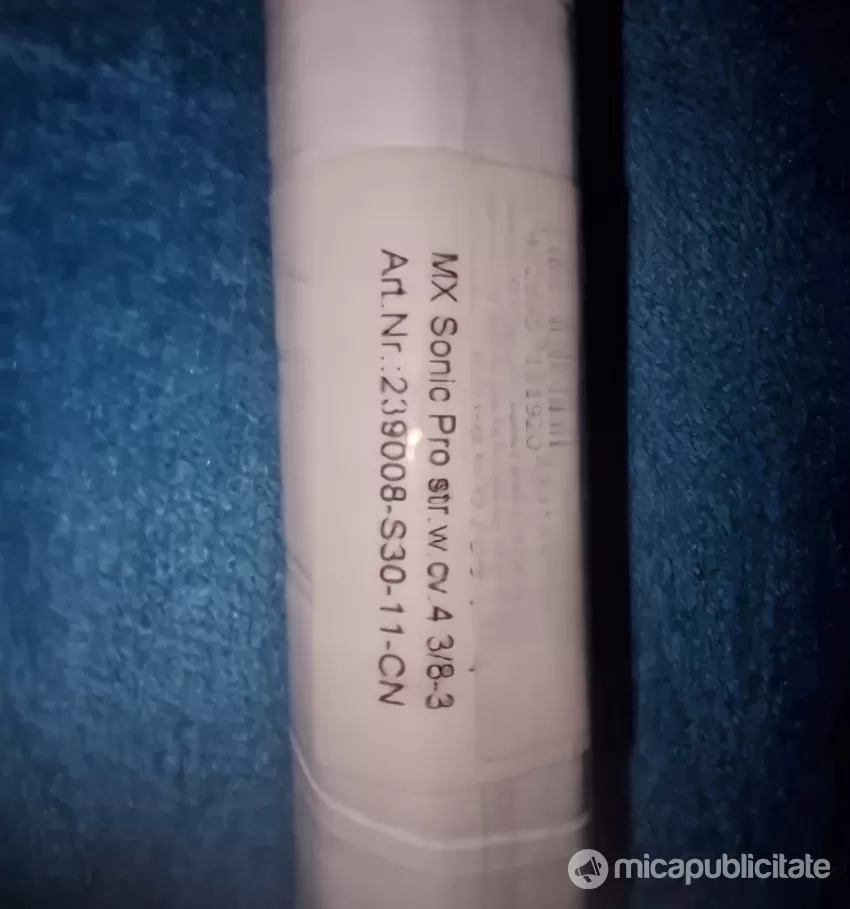 MX Sonic Pro str.w.cv.4 3/8-3
Art.Nr.:239008-S30-11-CN
micapublicitate